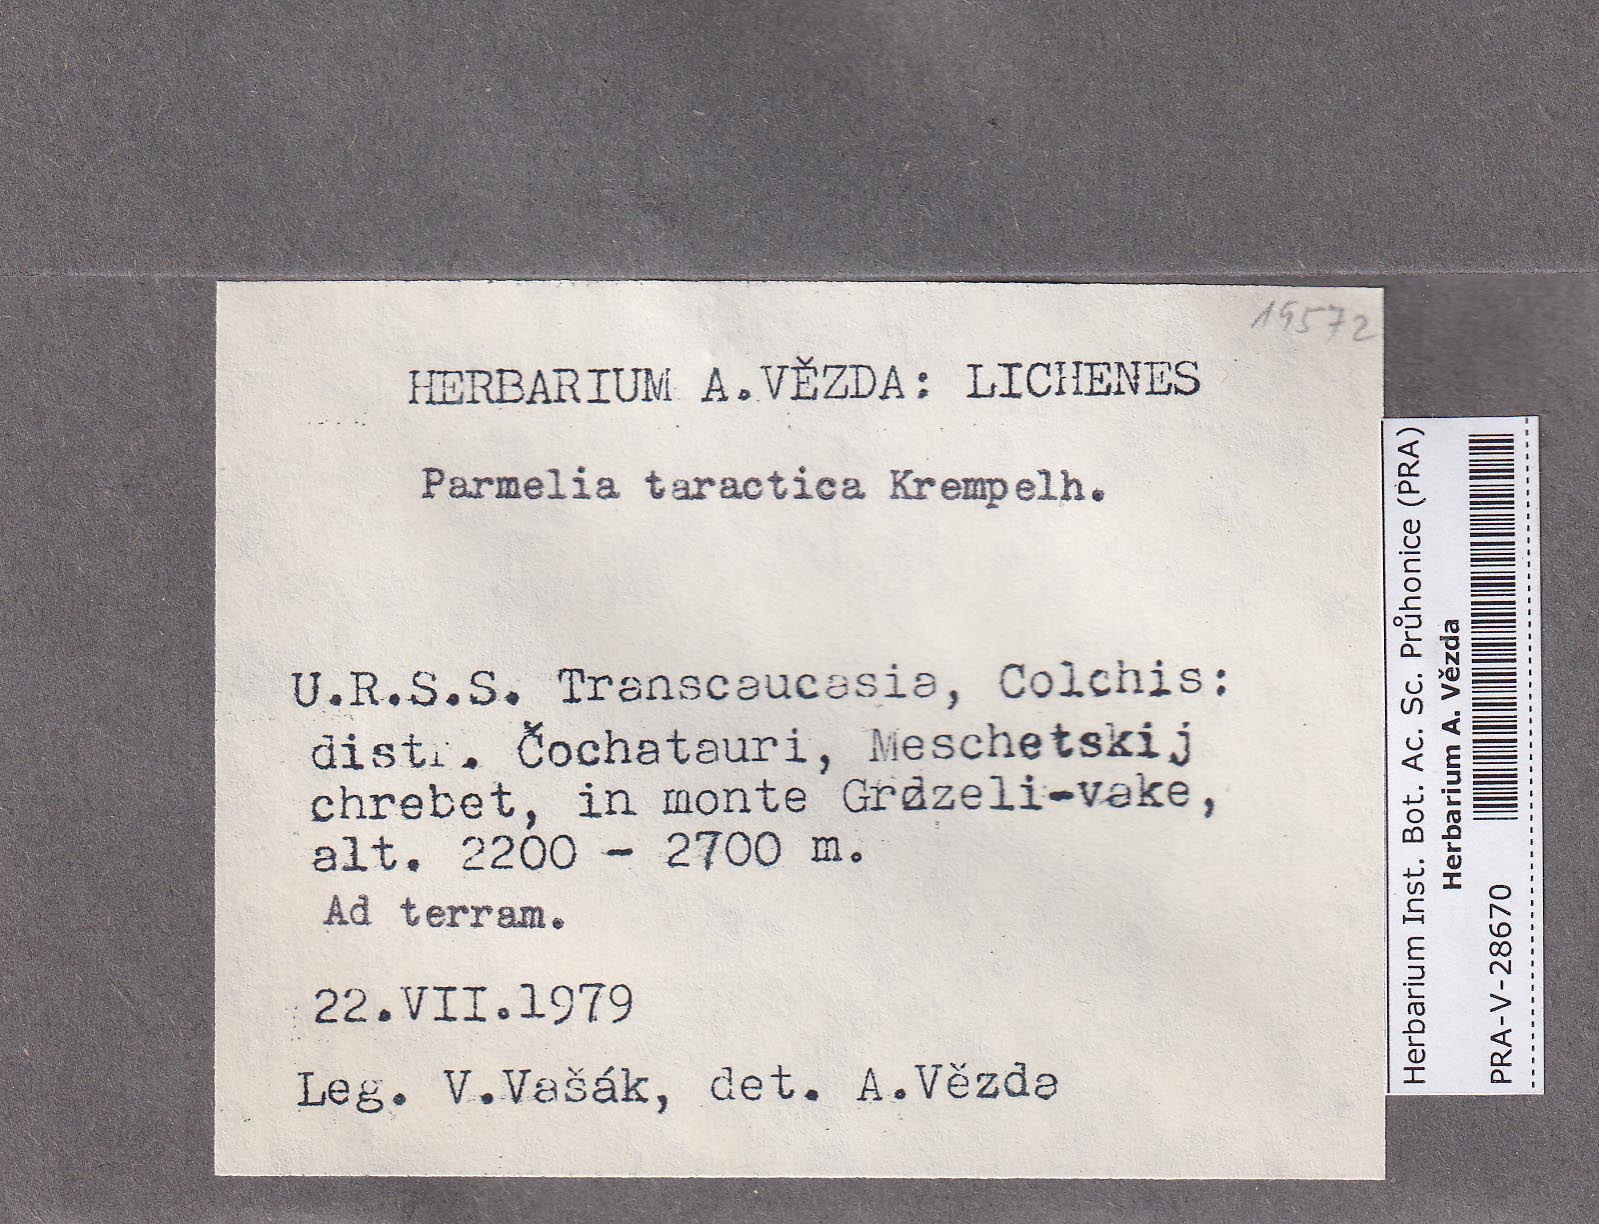 19572
HERBARIUM A.VĚZDA: LICHENES
Parmelia taractica Krempelh.
U.R.S.S. Transcaucasia, Colchis:
distr. Čochatauri, Meschetskij
chrebet, in monte Grdzeli-vake,
alt. 2200 - 2700 m.
Ad terram.
22.VII.1979
Leg. V.Vašák, det. A.Vězda
Herbarium Inst. Bot. Ac. Sc. Průhonice (PRA)
Herbarium A. Vězda
PRA-V-28670